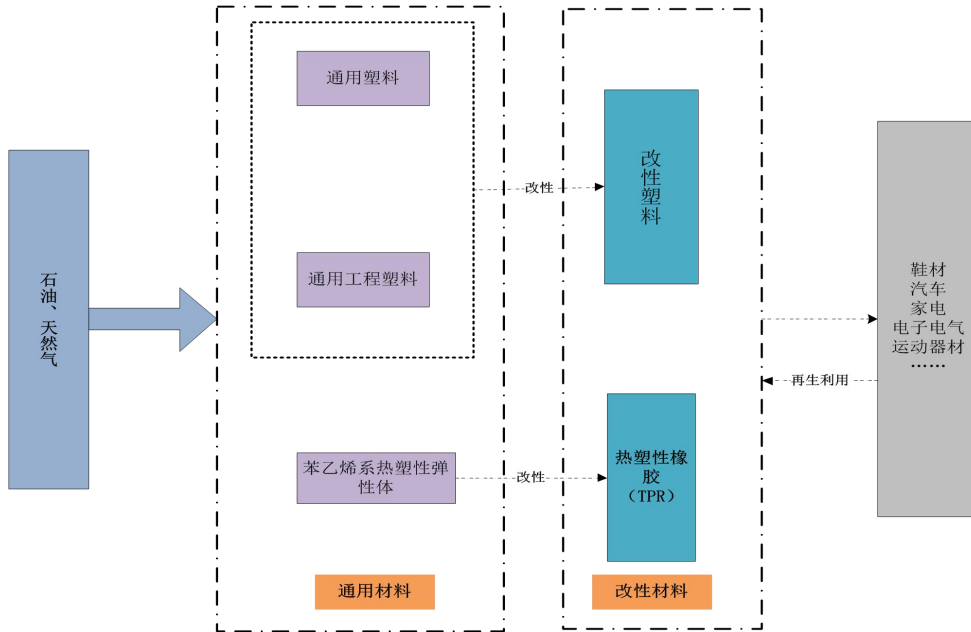 石油、天然气
通用塑料
通用工程塑料
苯乙烯系热塑性弹
性体
通用材料
改性
改性
改性塑料
热塑性橡
胶
（TPR）
改性材料
再生利用
鞋材
汽车
家电
电子电气
运动器材
……